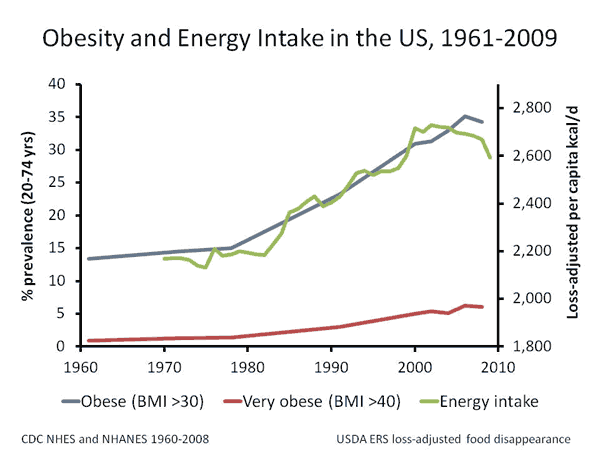 Obesity and Energy Intake in the US, 1961-2009
% prevalence (20-74 yrs)
40
35
30
25
20
15
10
5
0
2,800
2,600
2,400
2,200
2,000
1,800
Loss-adjusted per capita kcal/d
1960 1970 1980 1990 2000 2010
Obese (BMI >30) Very obese (BMI >40) Energy intake
CDC NHES and NHANES 1960-2008 USDA ERS loss-adjusted food disappearance